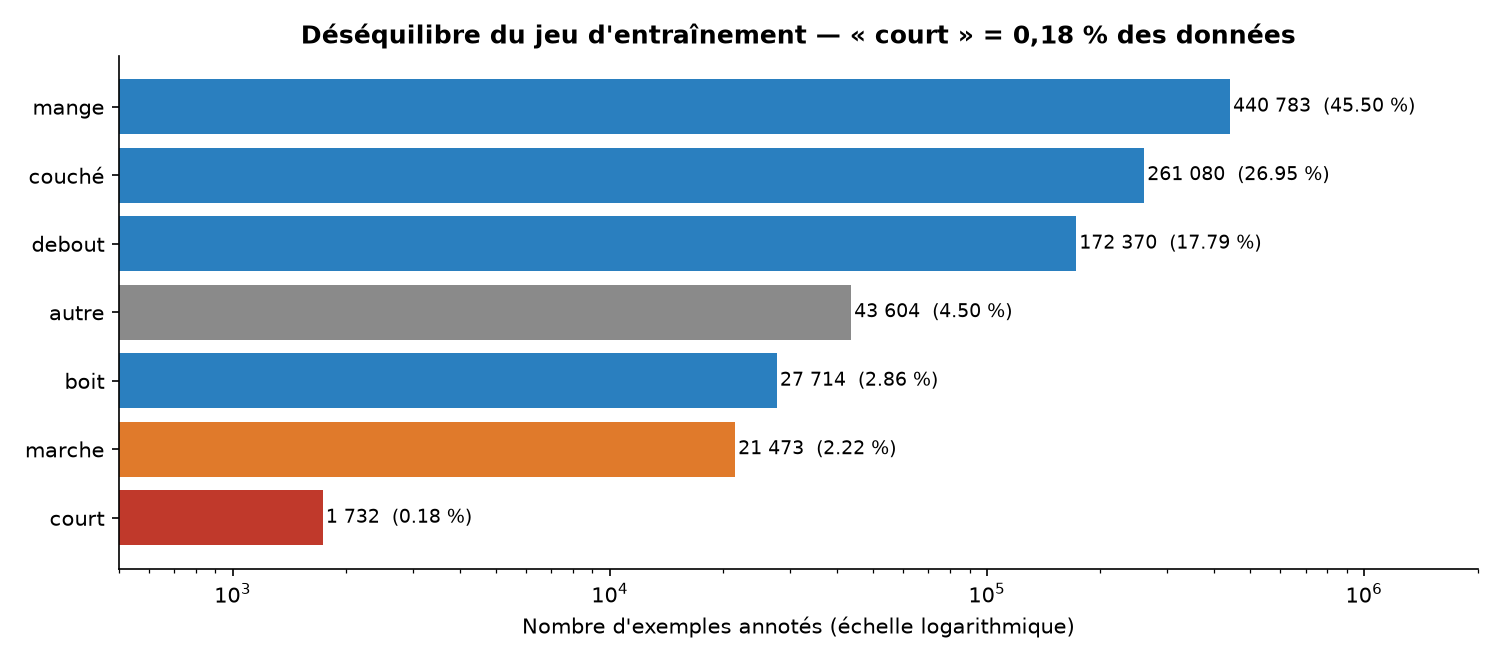 Déséquilibre du jeu d'entraînement — « court » = 0,18 % des données
mange 440 783 (45.50 %)
couché 261 080 (26.95 %)
debout 172 370 (17.79 %)
autre 43 604 (4.50 %)
boit 27 714 (2.86 %)
marche 21 473 (2.22 %)
court 1 732 (0.18 %)
10³ 10⁴ 10⁵ 10⁶
Nombre d'exemples annotés (échelle logarithmique)